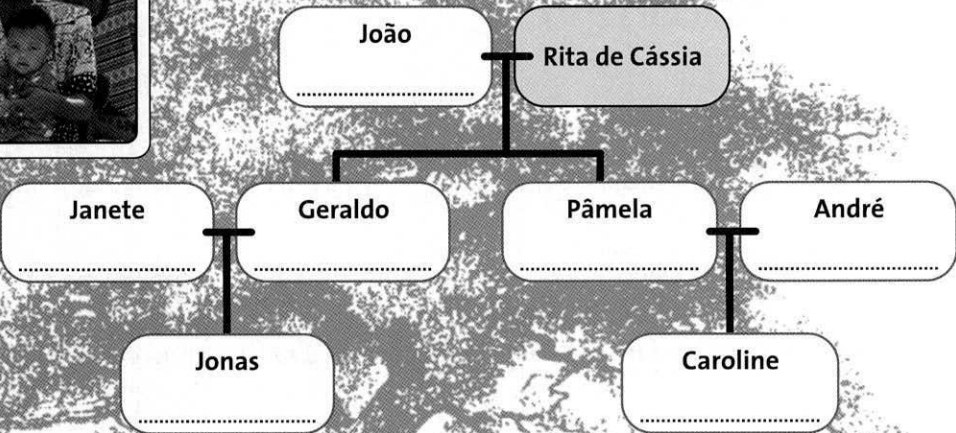 João
Rita de Cássia
Janete
Geraldo
Pâmela
André
Jonas
Caroline